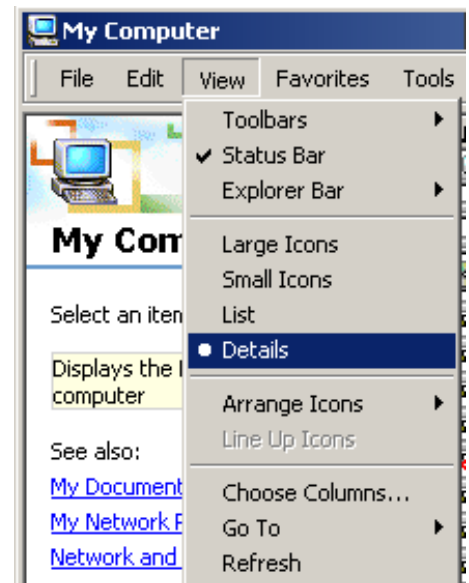 My Computer
File Edit View Favorites Tools
Toolbars
Status Bar
Explorer Bar
Large Icons
Small Icons
List
Details
Arrange Icons
Line Up Icons
Choose Columns...
Go To
Refresh
My Com
Select an iten
Displays the
computer
See also:
My Document
My Network
Network and